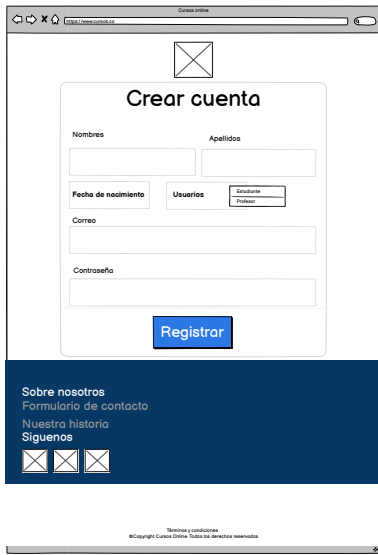 Cursos online
https://www.cursos.co
Crear cuenta
Nombres
Apellidos
Fecha de nacimiento
Usuarios
Estudiante
Profesor
Correo
Contraseña
Registrar
Sobre nosotros
Formulario de contacto
Nuestra historia
Siguenos
Términos y condiciones
©Copyright Cursos Online. Todos los derechos reservados